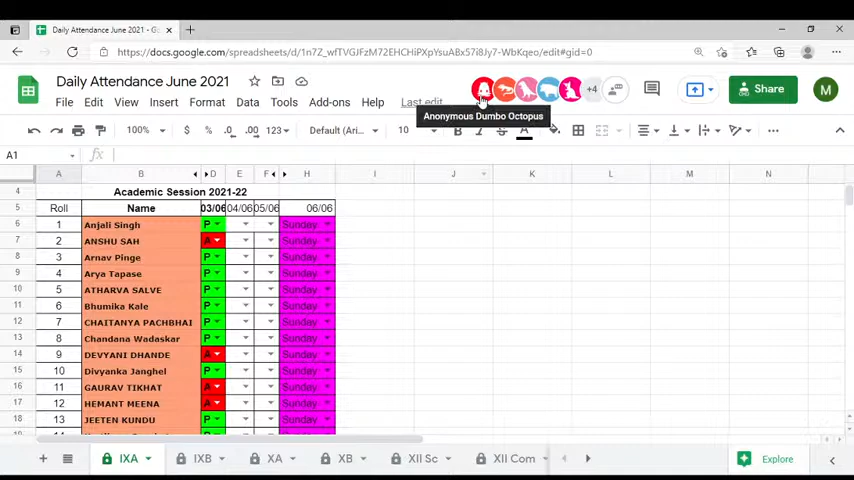 Daily Attendance June 2021 - Go
https://docs.google.com/spreadsheets/d/1n7Z_wfTVGJFzM72EHCHiPXpYsuABx57i8Jy7-WbKqeo/edit#gid=0
Daily Attendance June 2021
+4
Share
M
File Edit View Insert Format Data Tools Add-ons Help Last edit
Anonymous Dumbo Octopus
100% $ % .0 .00 123 Default (Ari... 10 B I S A
A1 fx
A B D E F H I J K L M N
4 Academic Session 2021-22
5 Roll Name 03/06 04/06 05/06 06/06
6 1 Anjali Singh P Sunday
7 2 ANSHU SAH A Sunday
8 3 Arnav Pinge P Sunday
9 4 Arya Tapase P Sunday
10 5 ATHARVA SALVE P Sunday
11 6 Bhumika Kale P Sunday
12 7 CHAITANYA PACHBHAI P Sunday
13 8 Chandana Wadaskar P Sunday
14 9 DEVYANI DHANDE A Sunday
15 10 Divyanka Janghel P Sunday
16 11 GAURAV TIKHAT A Sunday
17 12 HEMANT MEENA A Sunday
18 13 JEETEN KUNDU P Sunday
IXA IXB XA XB XII Sc XII Com Explore